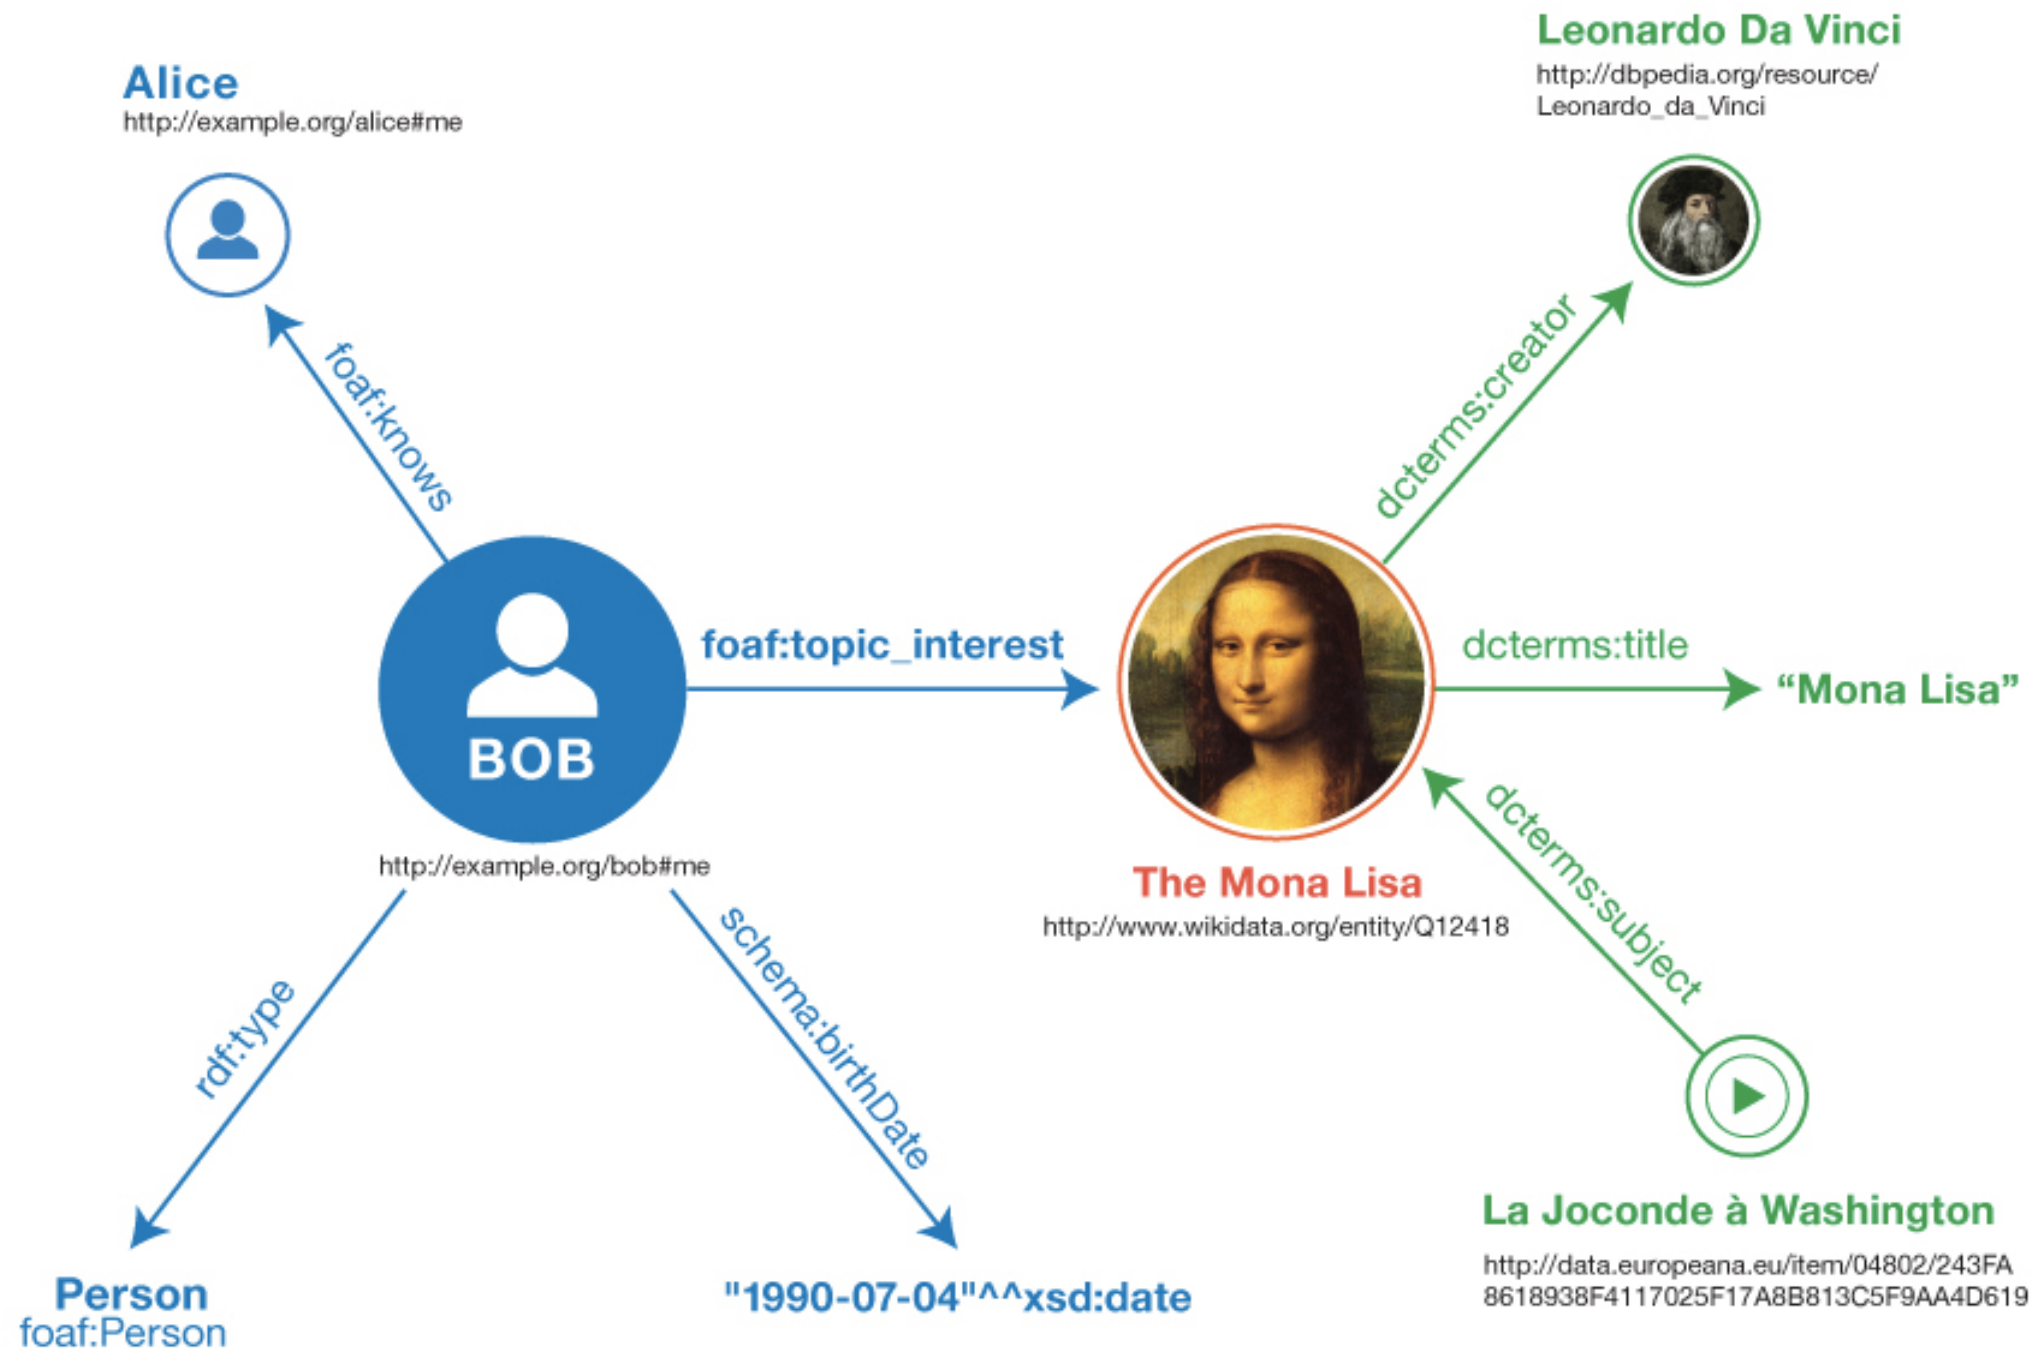 Leonardo Da Vinci
http://dbpedia.org/resource/
Leonardo_da_Vinci
Alice
http://example.org/alice#me
foaf:knows
dcterms:creator
foaf:topic_interest
dcterms:title
“Mona Lisa”
BOB
http://example.org/bob#me
The Mona Lisa
http://www.wikidata.org/entity/Q12418
dcterms:subject
rdf:type
schema:birthDate
La Joconde à Washington
http://data.europeana.eu/item/04802/243FA
8618938F4117025F17A8B813C5F9AA4D619
Person
foaf:Person
"1990-07-04"^^xsd:date